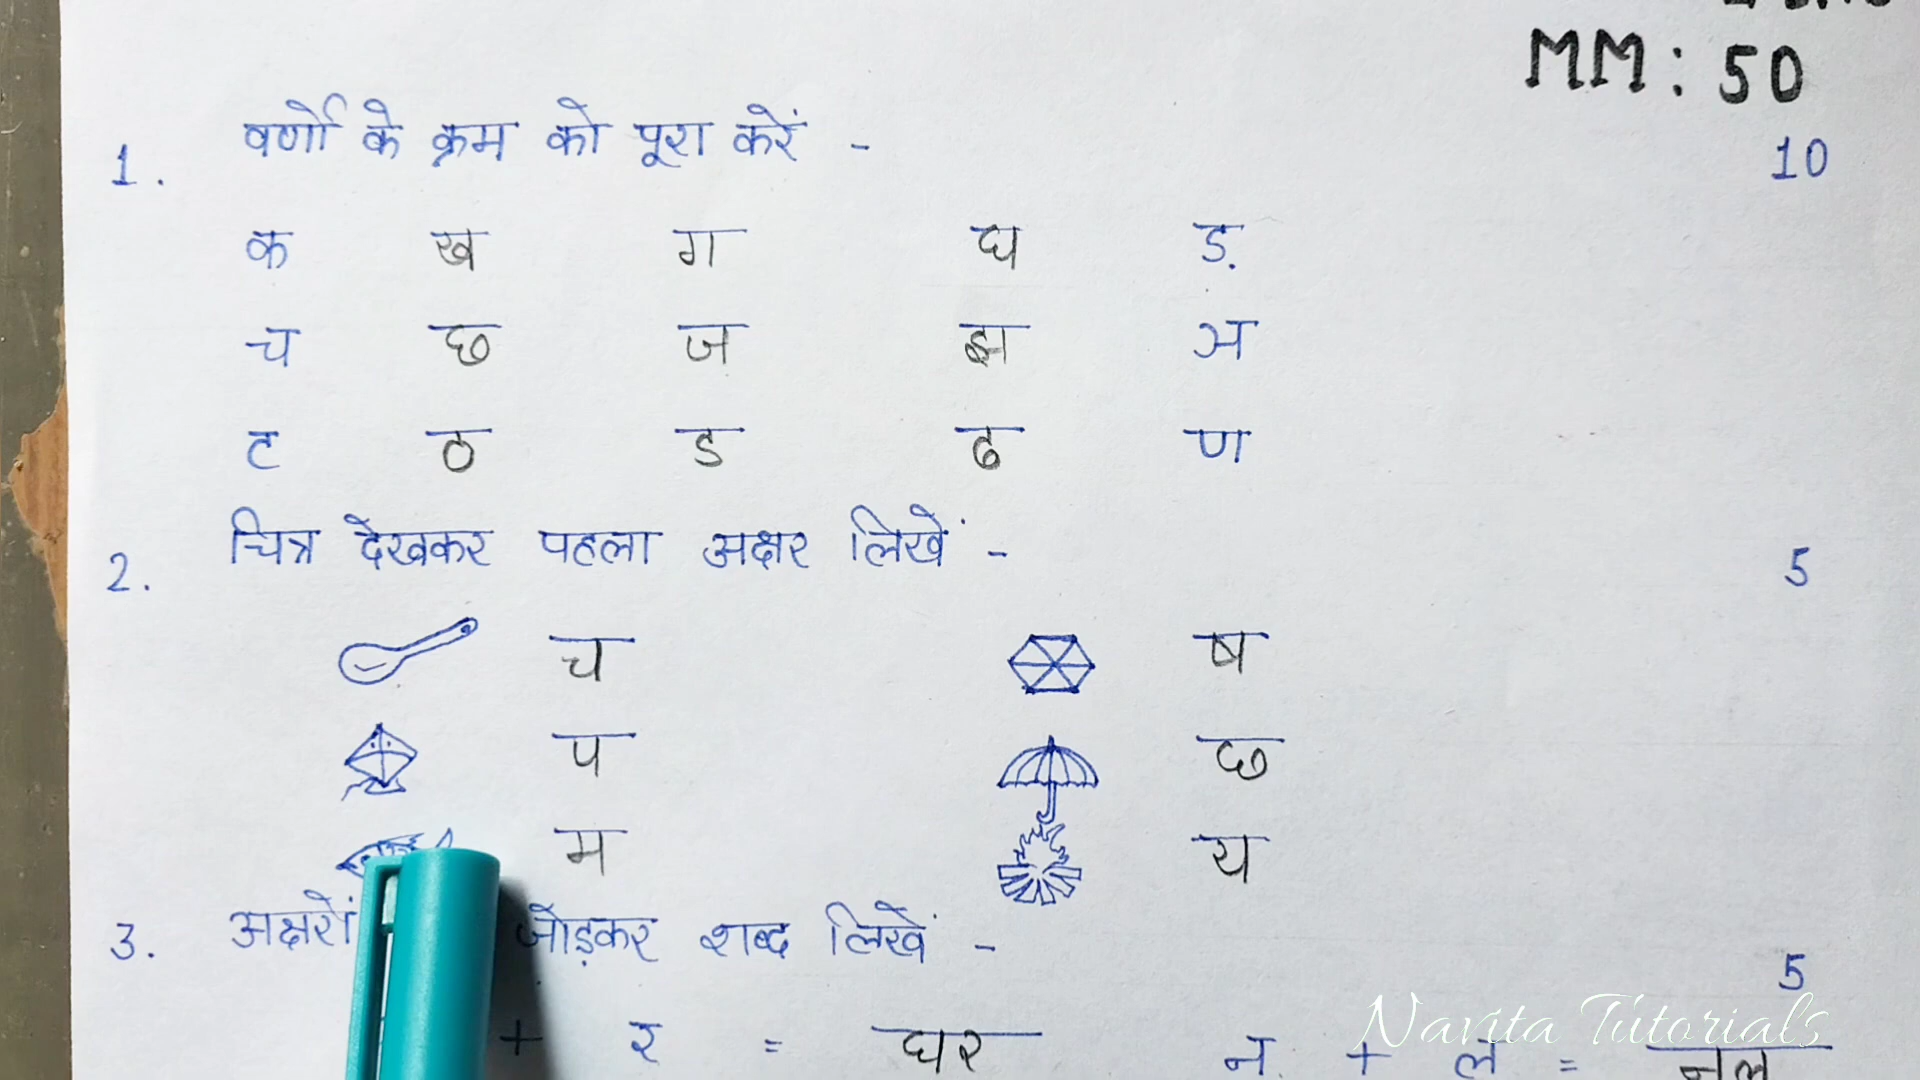 MM: 50
1. वर्णो के क्रम को पूरा करें - 10
क ख ग घ ङ
च छ ज झ ञ
ट ठ ड ढ ण
2. चित्र देखकर पहला अक्षर लिखें - 5
च ष
प छ
म य
3. अक्षरों जोड़कर शब्द लिखें - 5
+ र = घर न + ल = नल
Navita Tutorials